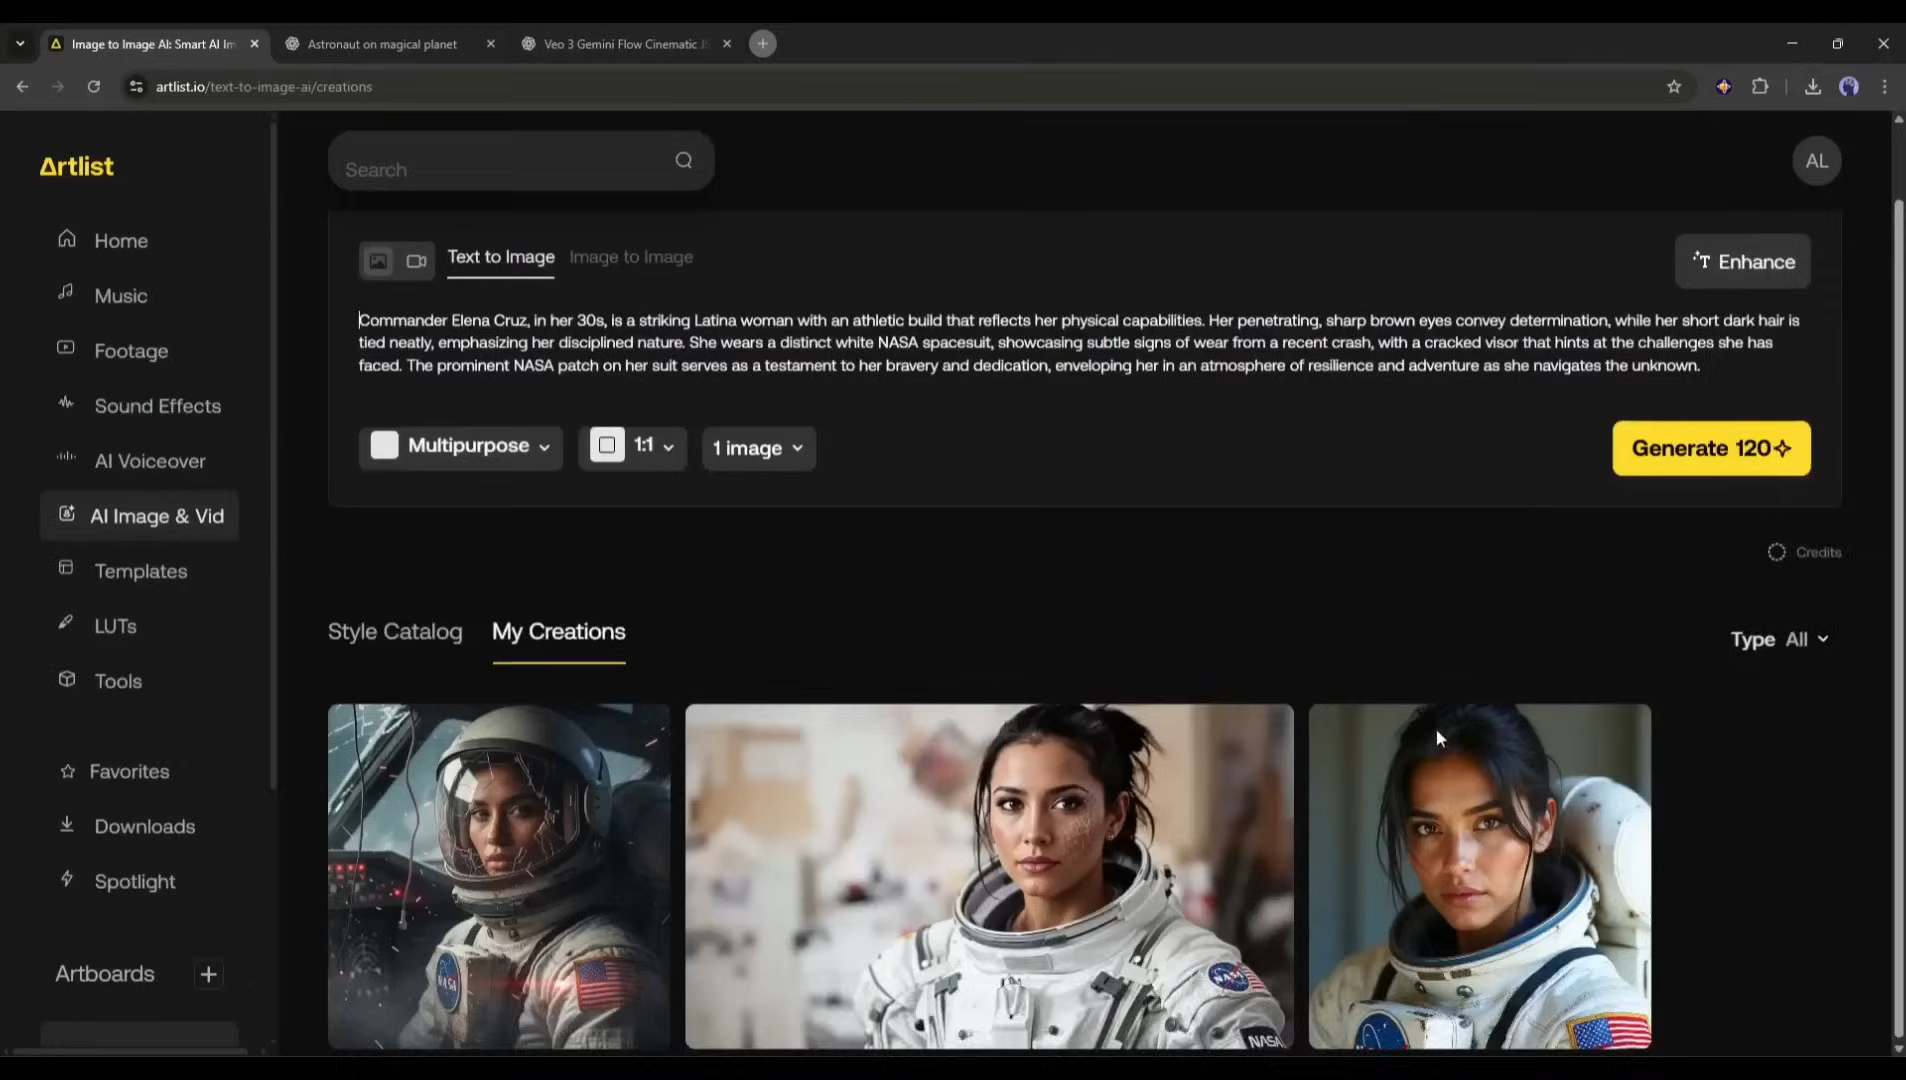 Image to Image AI: Smart AI Im
Astronaut on magical planet
Veo 3 Gemini Flow Cinematic JS
artlist.io/text-to-image-ai/creations
Artlist
Search
AL
Home
Music
Footage
Sound Effects
AI Voiceover
AI Image & Vid
Templates
LUTs
Tools
Favorites
Downloads
Spotlight
Artboards
Text to Image
Image to Image
Enhance
Commander Elena Cruz, in her 30s, is a striking Latina woman with an athletic build that reflects her physical capabilities. Her penetrating, sharp brown eyes convey determination, while her short dark hair is
tied neatly, emphasizing her disciplined nature. She wears a distinct white NASA spacesuit, showcasing subtle signs of wear from a recent crash, with a cracked visor that hints at the challenges she has
faced. The prominent NASA patch on her suit serves as a testament to her bravery and dedication, enveloping her in an atmosphere of resilience and adventure as she navigates the unknown.
Multipurpose
1:1
1 image
Generate 120
Credits
Style Catalog
My Creations
Type All
NASA
NASA
NASA